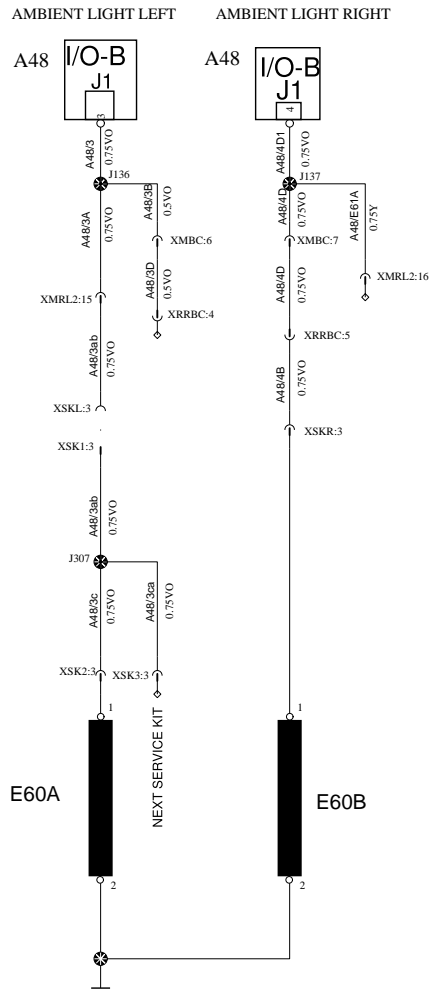 AMBIENT LIGHT LEFT
AMBIENT LIGHT RIGHT
A48
I/O-B
J1
3
A48
I/O-B
J1
4
A48/3
0.75VO
A48/4D1
0.75VO
J136
J137
A48/3A
0.75VO
A48/3B
0.5VO
A48/4D
0.75VO
A48/E61A
0.75Y
XMBC:6
XMBC:7
A48/3D
0.5VO
A48/4D
0.75VO
XMRL2:16
XMRL2:15
XRRBC:4
XRRBC:5
A48/3ab
0.75VO
A48/4B
0.75VO
XSKL:3
XSKR:3
XSK1:3
A48/3ab
0.75VO
J307
A48/3c
0.75VO
A48/3ca
0.75VO
XSK2:3
XSK3:3
NEXT SERVICE KIT
1
1
E60A
E60B
2
2